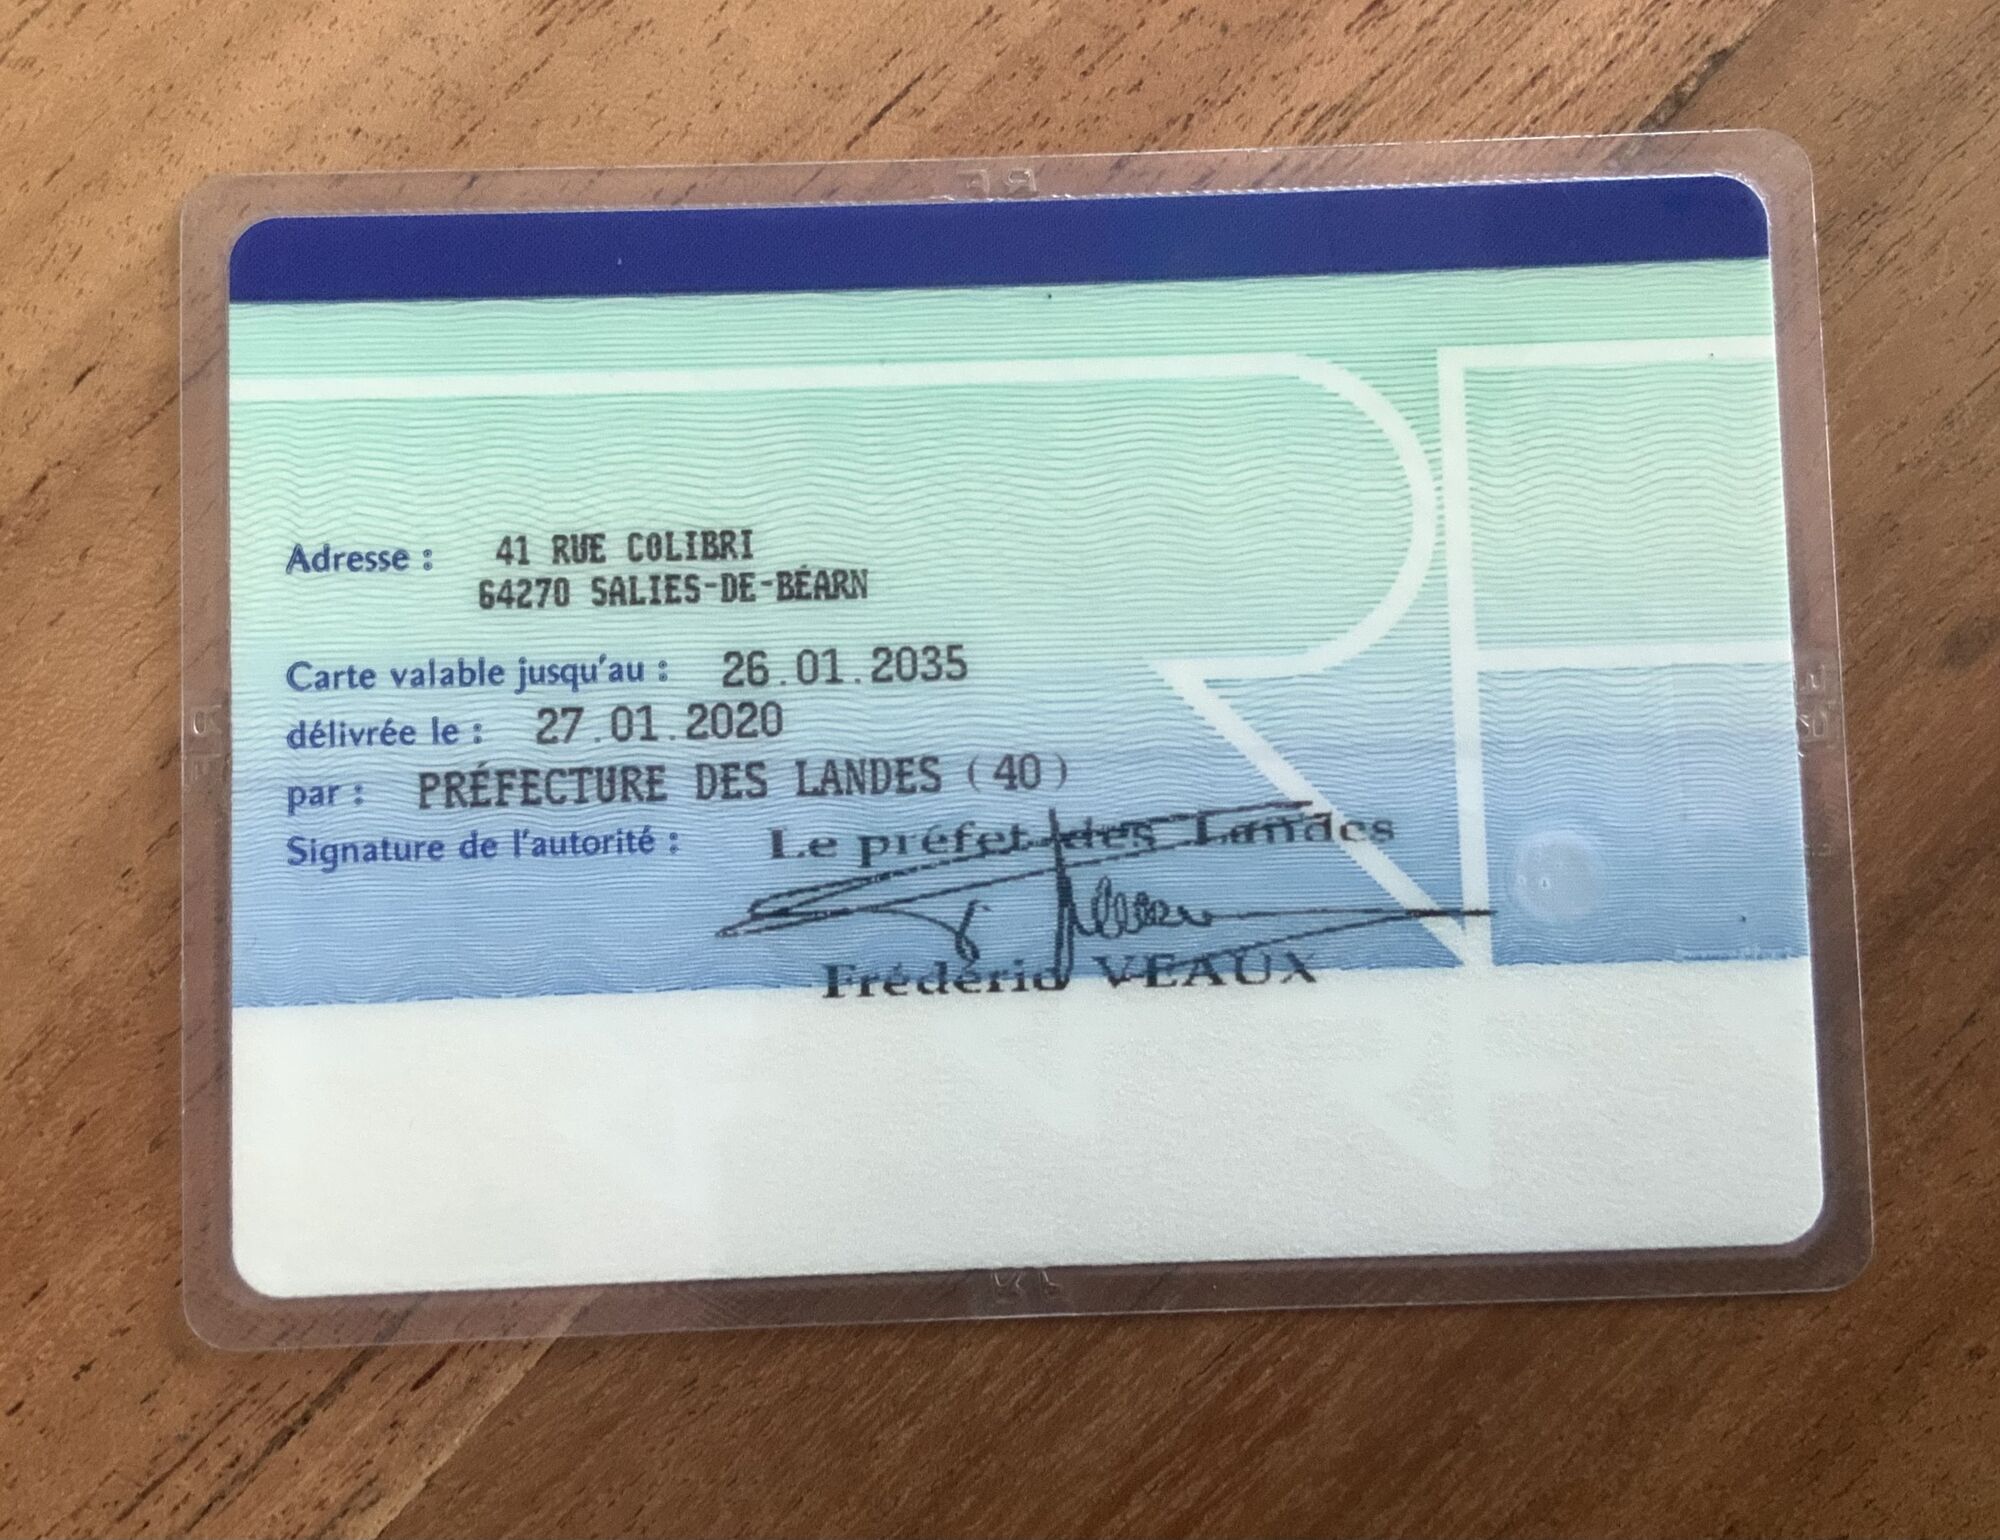 Adresse : 41 RUE COLIBRI
64270 SALIES-DE-BÉARN
Carte valable jusqu'au : 26.01.2035
délivrée le : 27.01.2020
par : PRÉFECTURE DES LANDES (40)
Signature de l'autorité : Le préfet des Landes
Frédéric VEAUX
RF